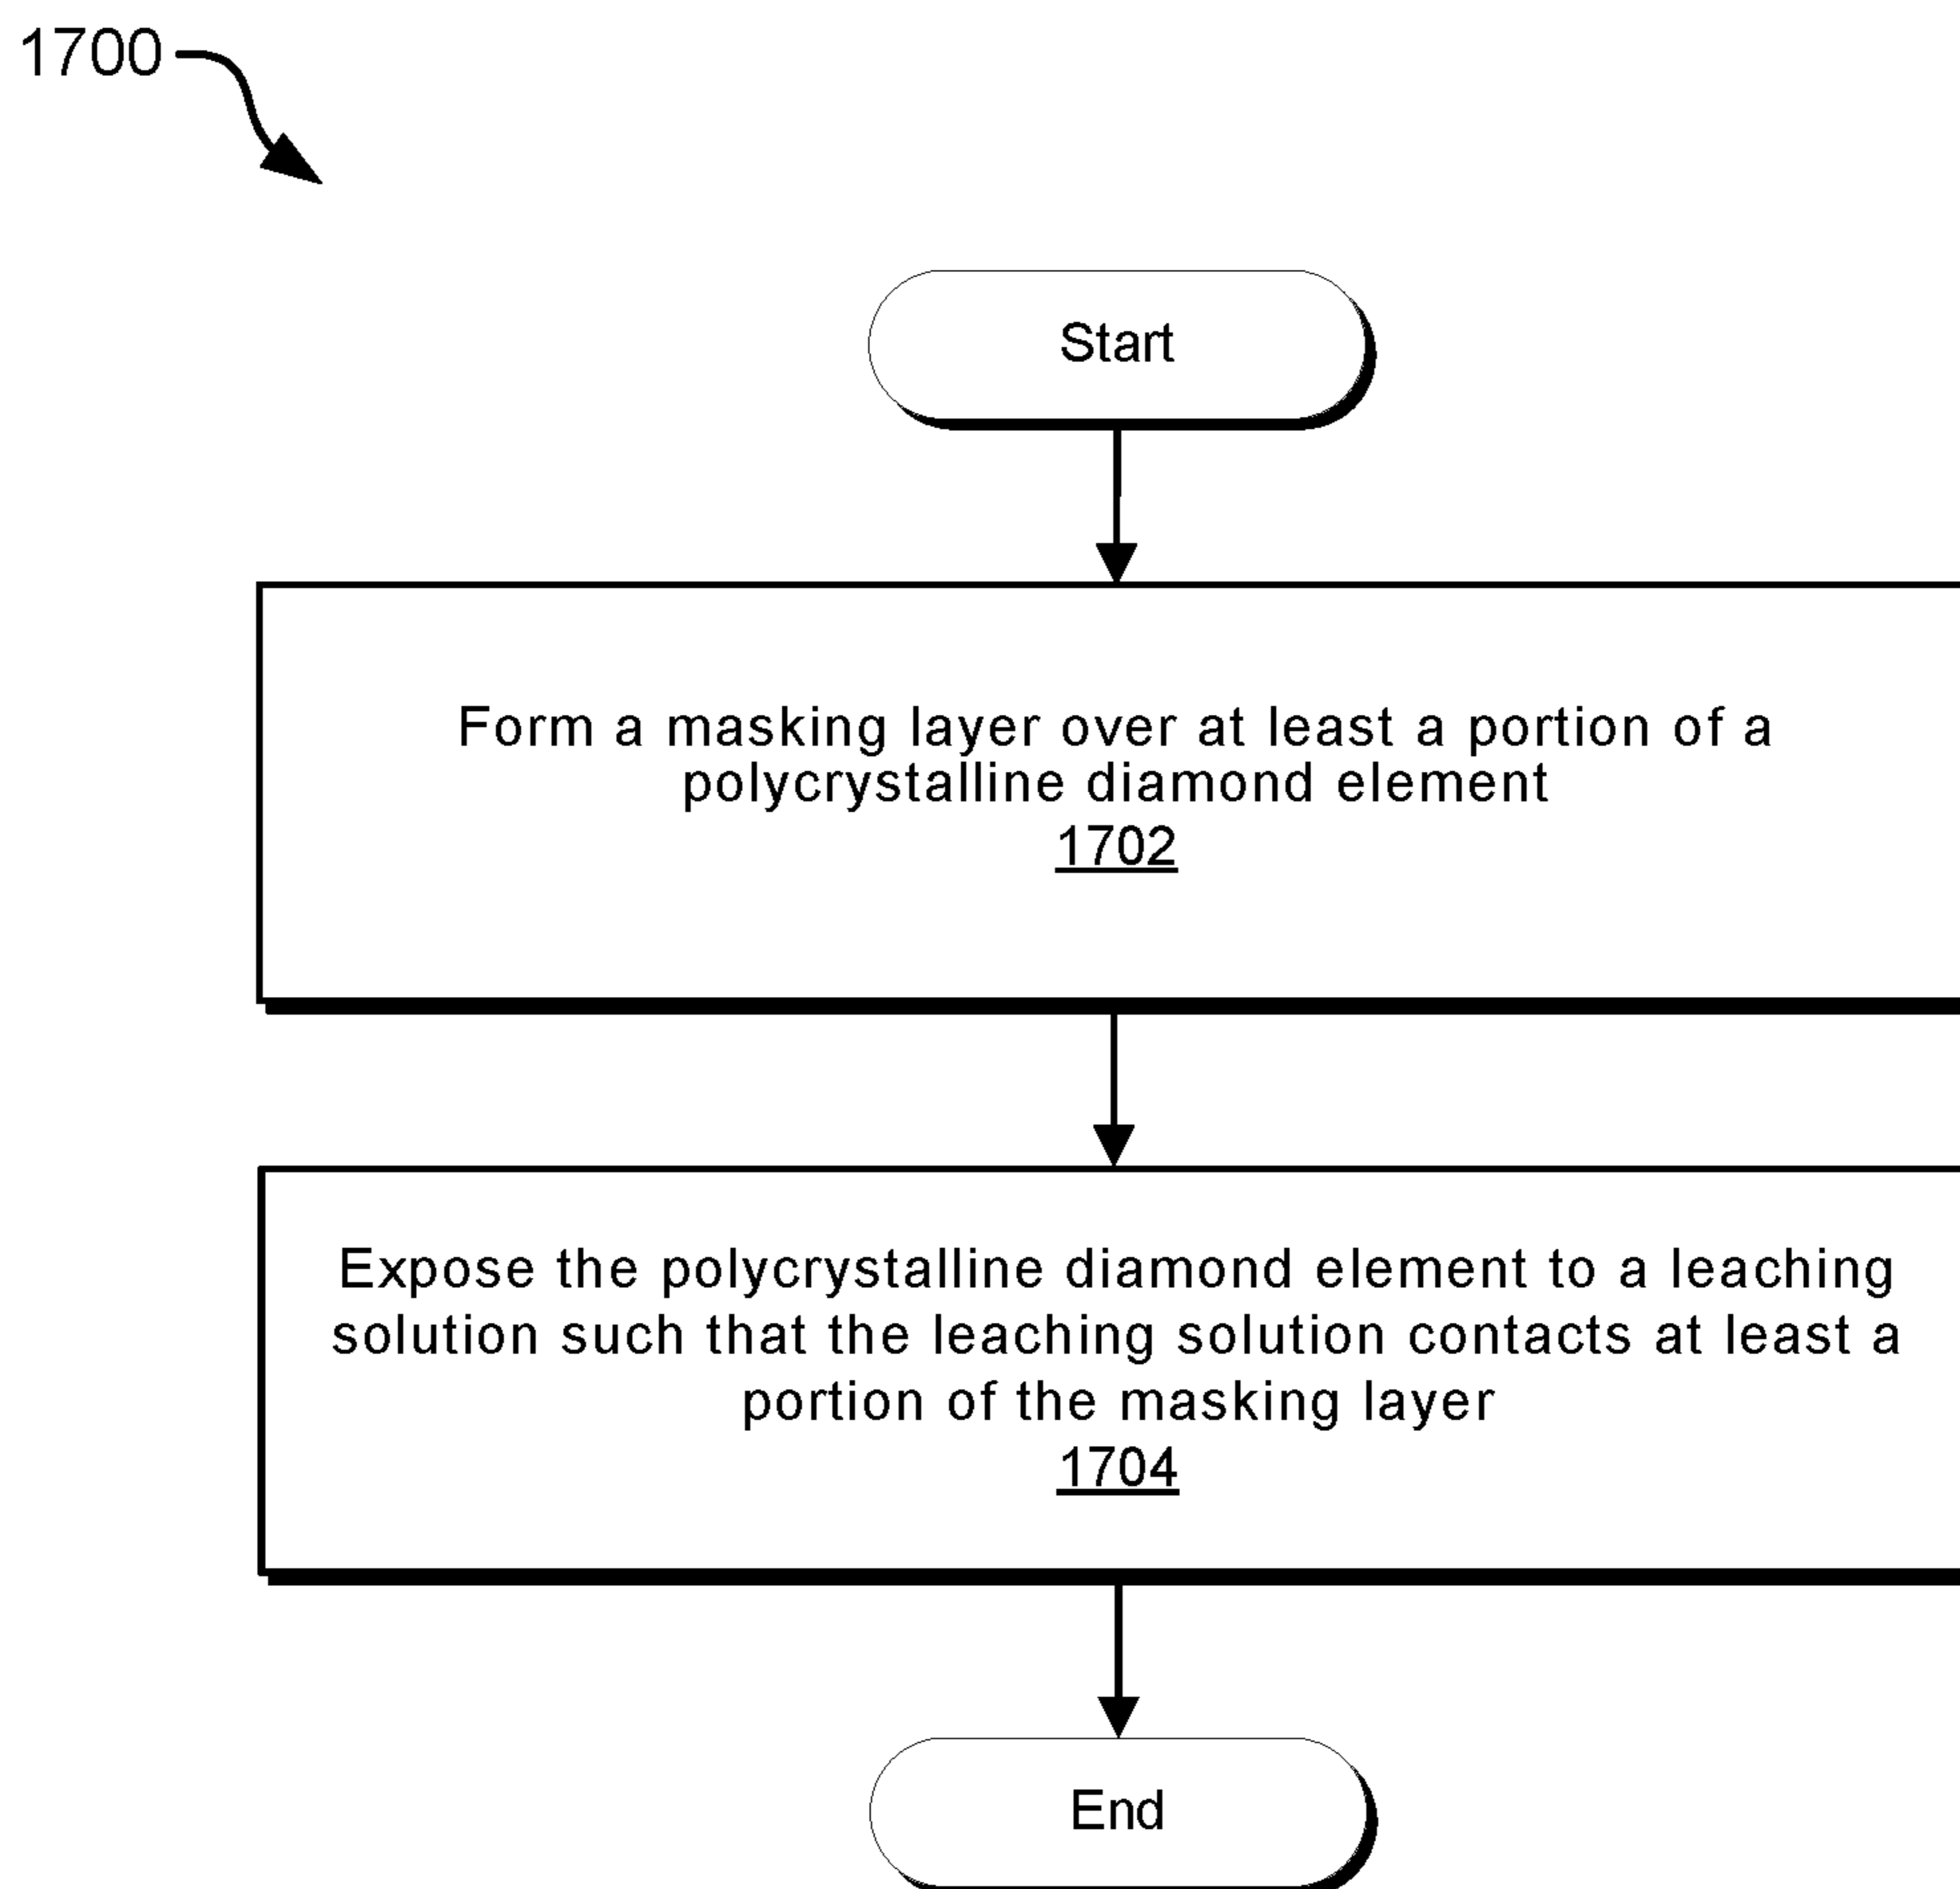 1700
Start
Form a masking layer over at least a portion of a
polycrystalline diamond element
1702
Expose the polycrystalline diamond element to a leaching
solution such that the leaching solution contacts at least a
portion of the masking layer
1704
End